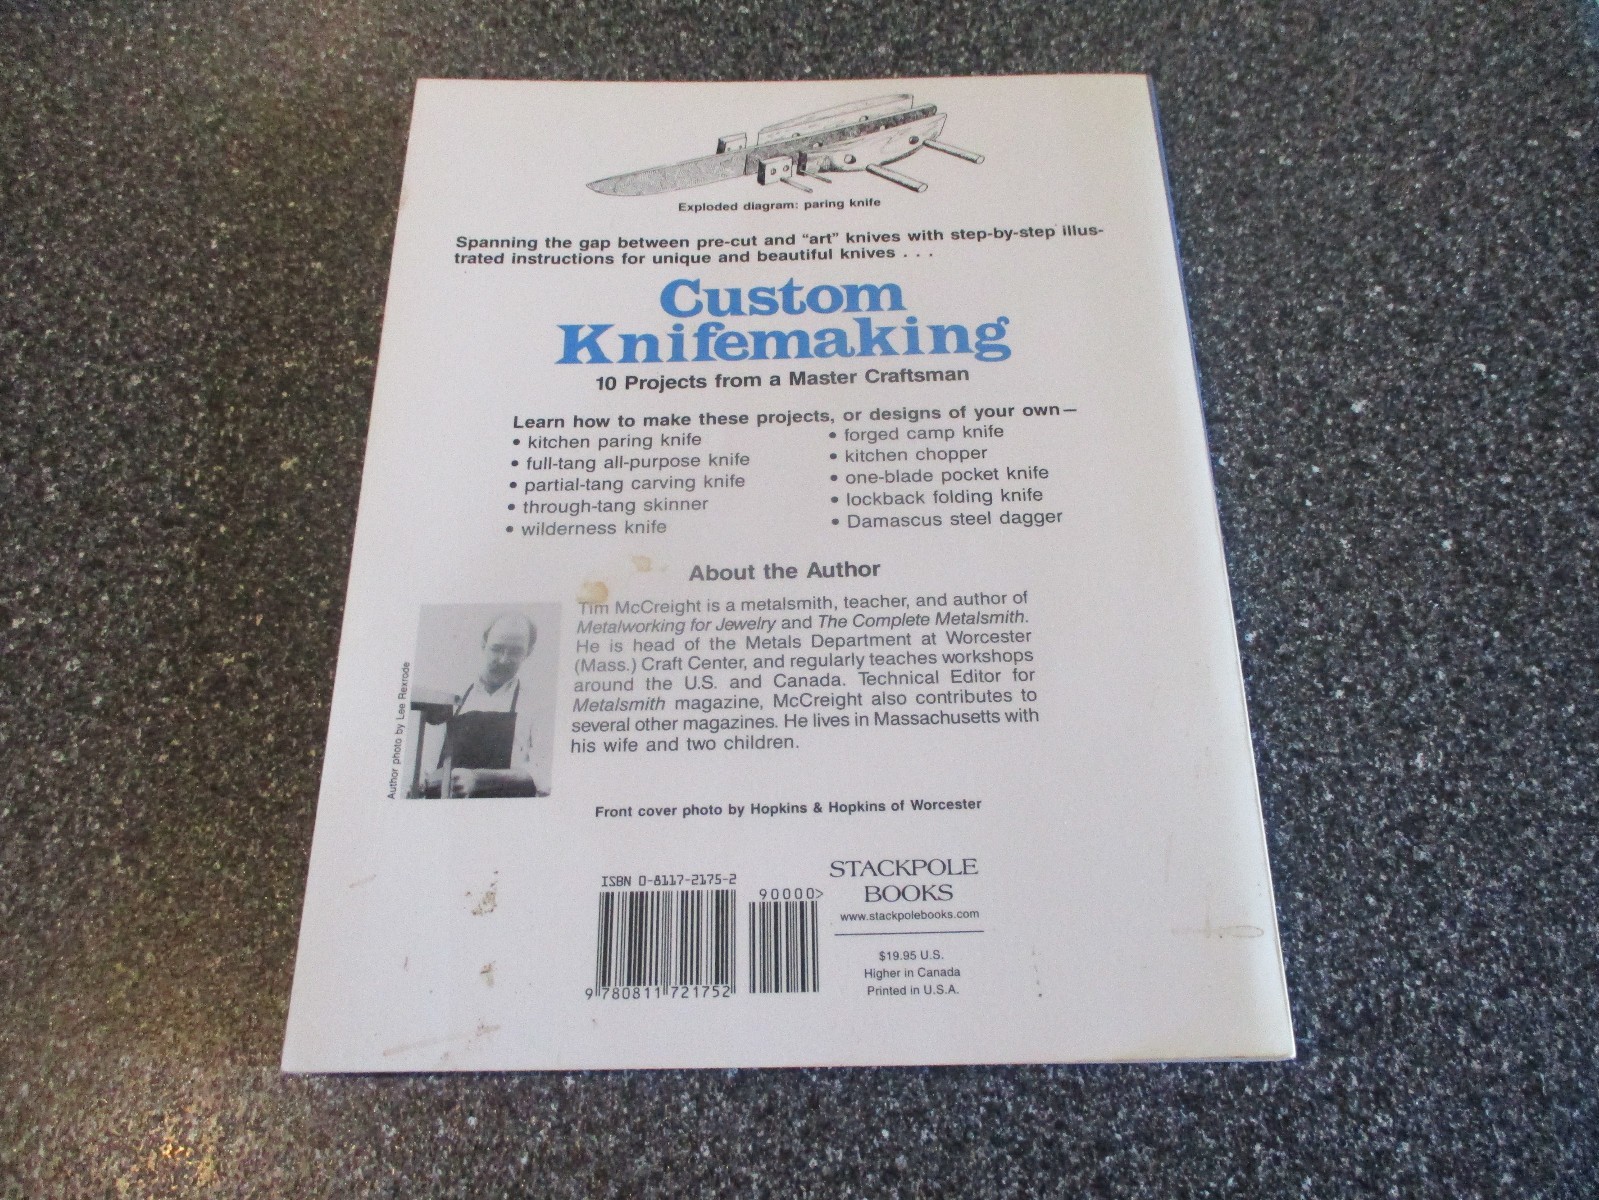 Exploded diagram: paring knife
Spanning the gap between pre-cut and “art” knives with step-by-step illus-
trated instructions for unique and beautiful knives . . .
Custom
Knifemaking
10 Projects from a Master Craftsman
Learn how to make these projects, or designs of your own—
• kitchen paring knife
• full-tang all-purpose knife
• partial-tang carving knife
• through-tang skinner
• wilderness knife
• forged camp knife
• kitchen chopper
• one-blade pocket knife
• lockback folding knife
• Damascus steel dagger
About the Author
Author photo by Lee Rexrode
Tim McCreight is a metalsmith, teacher, and author of
Metalworking for Jewelry and The Complete Metalsmith.
He is head of the Metals Department at Worcester
(Mass.) Craft Center, and regularly teaches workshops
around the U.S. and Canada. Technical Editor for
Metalsmith magazine, McCreight also contributes to
several other magazines. He lives in Massachusetts with
his wife and two children.
Front cover photo by Hopkins & Hopkins of Worcester
ISBN 0-8117-2175-2
90000>
9 780811 721752
STACKPOLE
BOOKS
www.stackpolebooks.com
$19.95 U.S.
Higher in Canada
Printed in U.S.A.